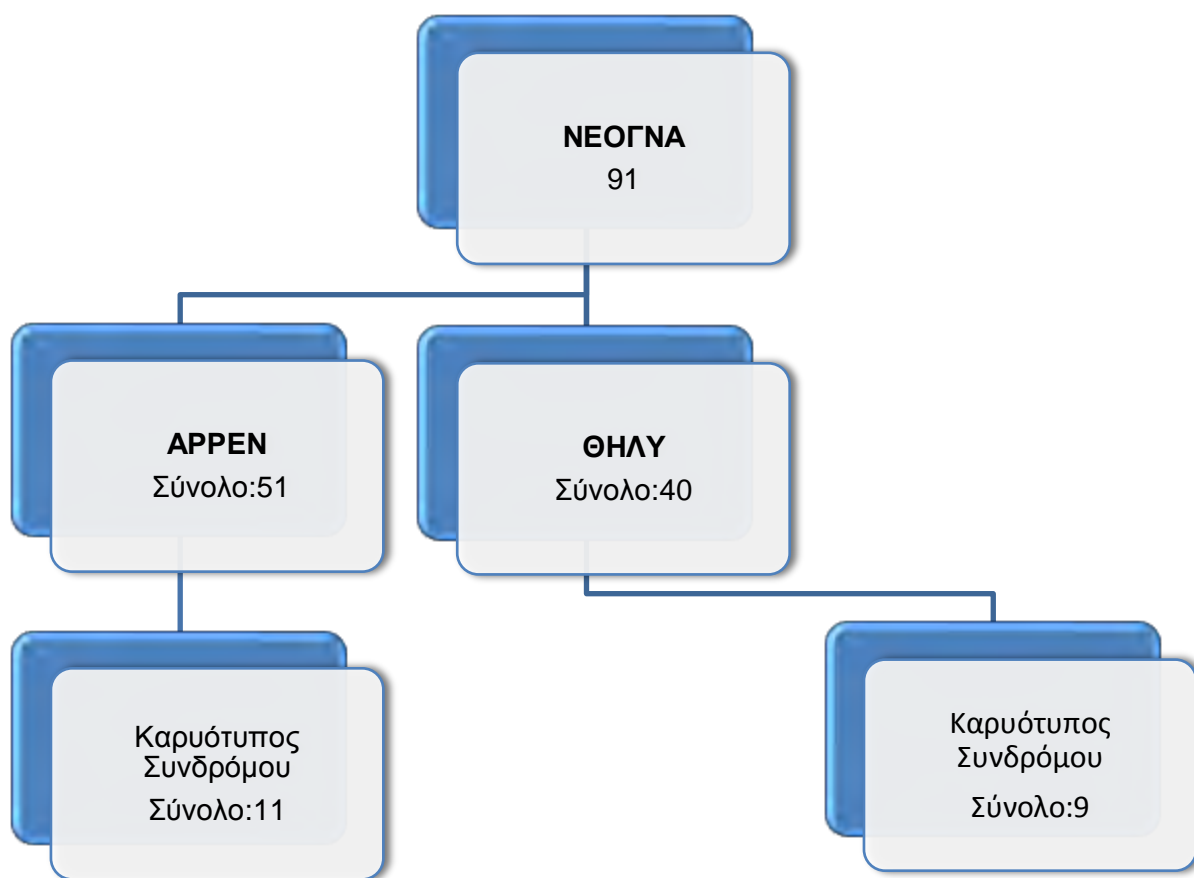 ΝΕΟΓΝΑ
91
ΑΡΡΕΝ
Σύνολο:51
ΘΗΛΥ
Σύνολο:40
Καρυότυπος
Συνδρόμου
Σύνολο:11
Καρυότυπος
Συνδρόμου
Σύνολο:9